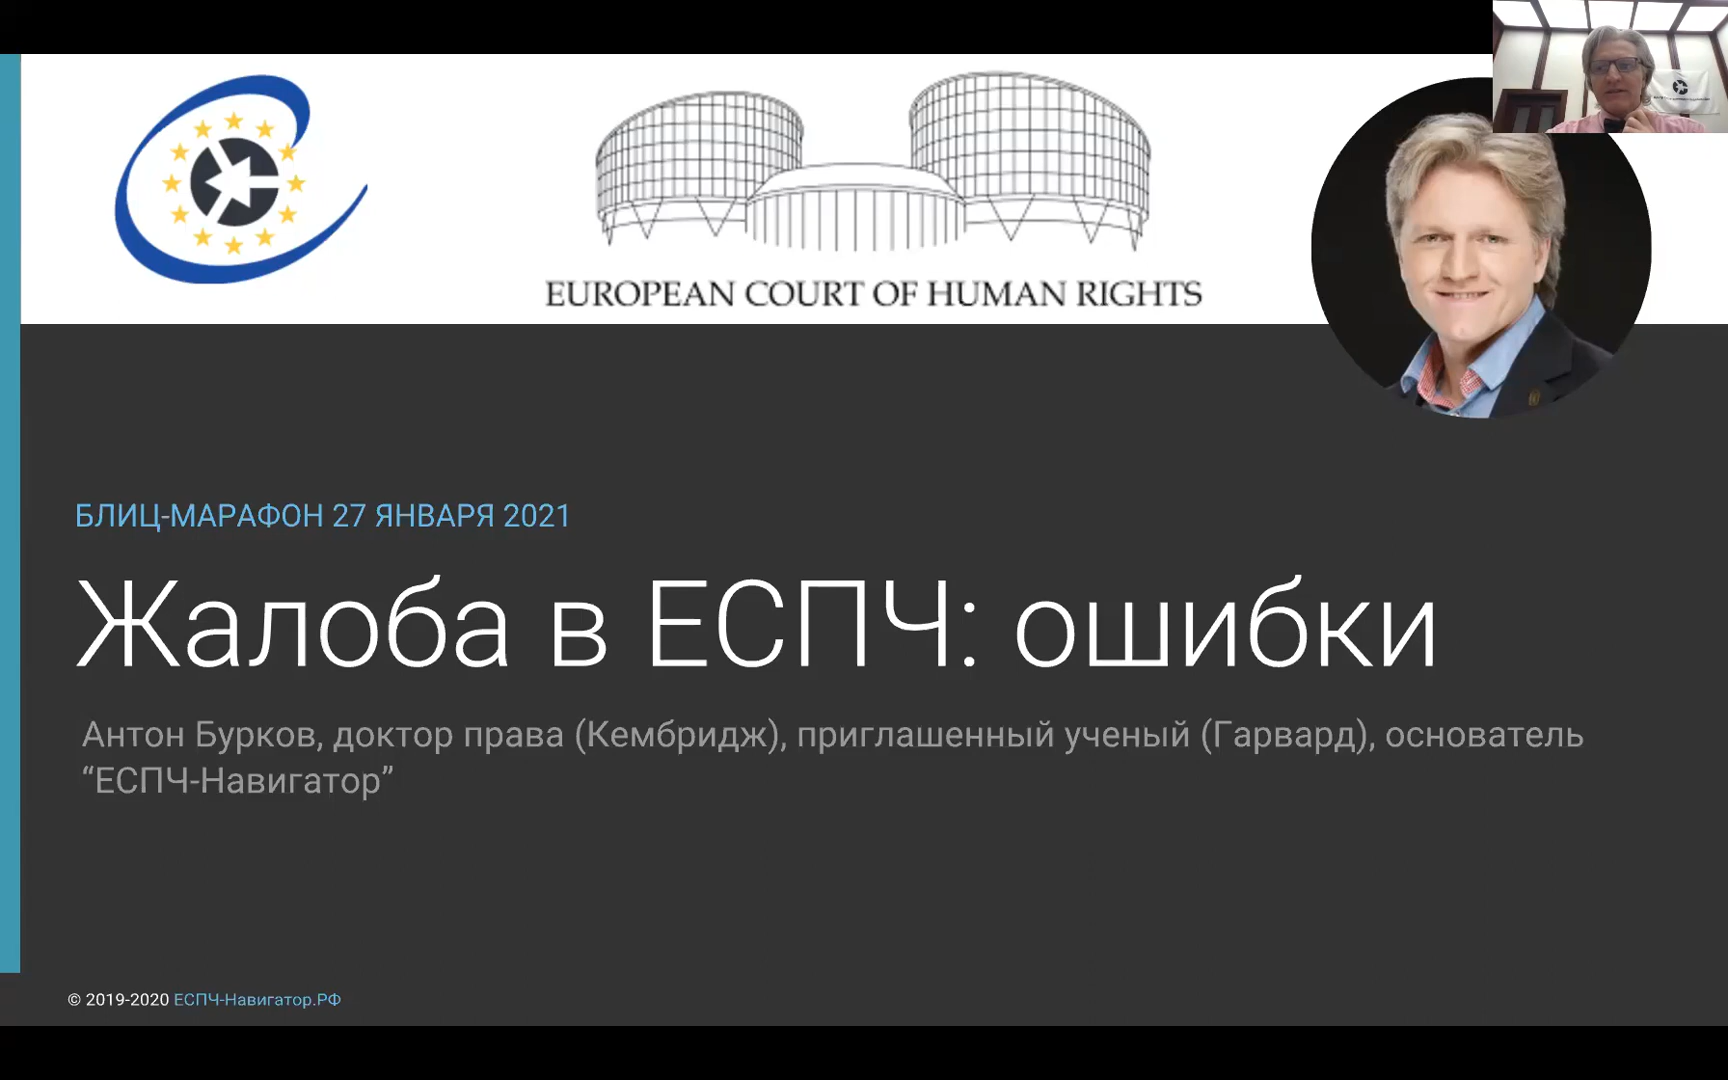 EUROPEAN COURT OF HUMAN RIGHTS
БЛИЦ-МАРАФОН 27 ЯНВАРЯ 2021
Жалоба в ЕСПЧ: ошибки
Антон Бурков, доктор права (Кембридж), приглашенный ученый (Гарвард), основатель
“ЕСПЧ-Навигатор”
© 2019-2020 ЕСПЧ-Навигатор.РФ